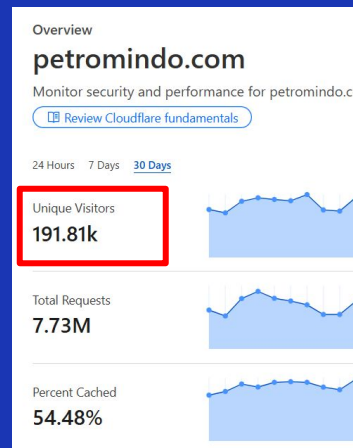 Overview
petromindo.com
Monitor security and performance for petromindo.c
Review Cloudflare fundamentals
24 Hours 7 Days 30 Days
Unique Visitors
191.81k
Total Requests
7.73M
Percent Cached
54.48%